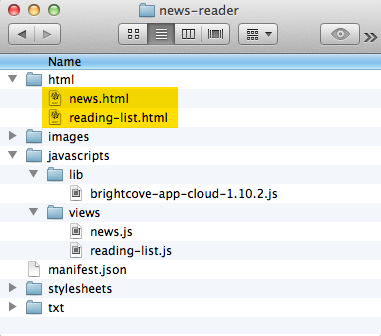 news-reader
Name
html
news.html
reading-list.html
images
javascripts
lib
brightcove-app-cloud-1.10.2.js
views
news.js
reading-list.js
manifest.json
stylesheets
txt